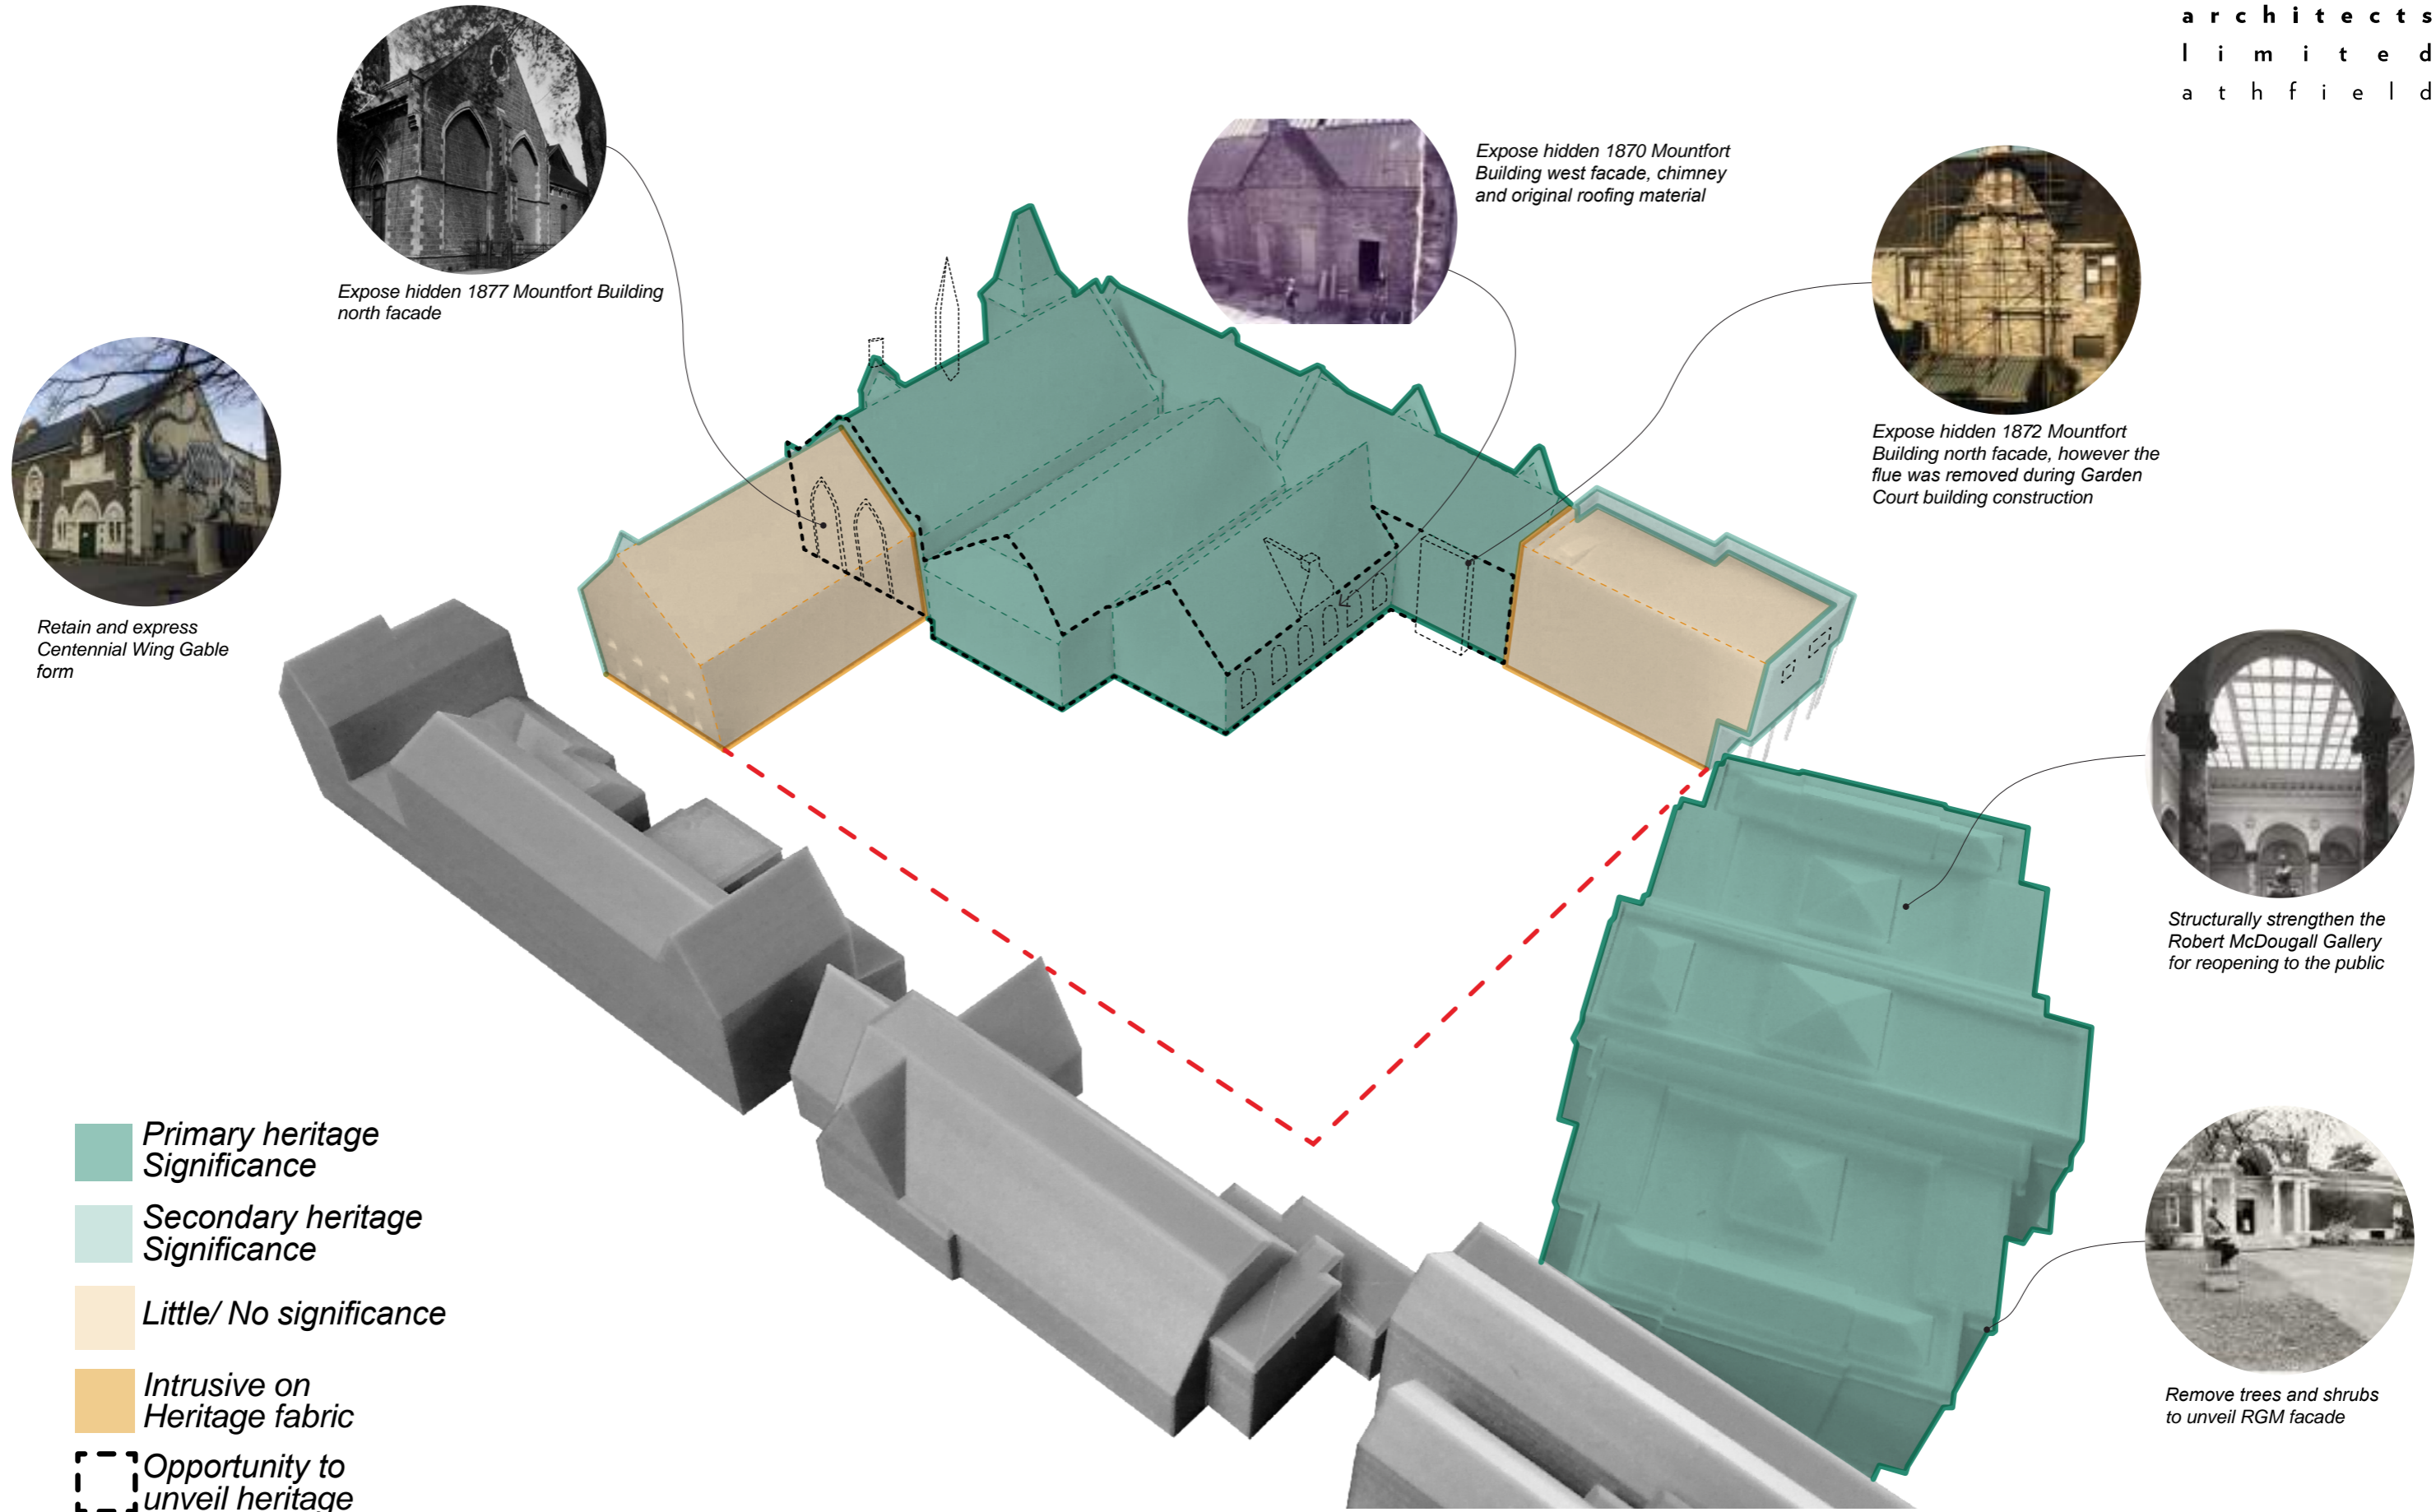 architects
limited
athfield
Expose hidden 1877 Mountfort Building
north facade
Expose hidden 1870 Mountfort
Building west facade, chimney
and original roofing material
Expose hidden 1872 Mountfort
Building north facade, however the
flue was removed during Garden
Court building construction
Retain and express
Centennial Wing Gable
form
Structurally strengthen the
Robert McDougall Gallery
for reopening to the public
Remove trees and shrubs
to unveil RGM facade
Primary heritage
Significance
Secondary heritage
Significance
Little/ No significance
Intrusive on
Heritage fabric
Opportunity to
unveil heritage